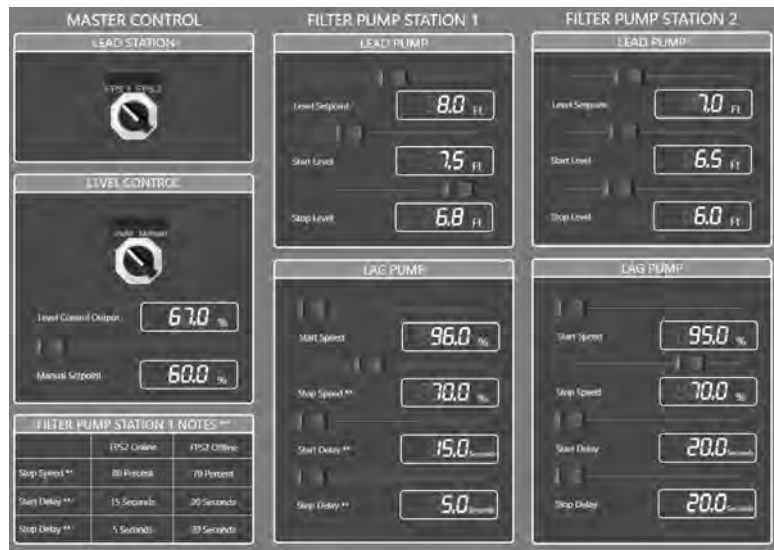 MASTER CONTROL
LEAD STATION
FPS1 FPS2
LEVEL CONTROL
Auto Manual
Level Control Output 67.0 %
Manual Setpoint 60.0 %
FILTER PUMP STATION 1 NOTES **
FPS2 Online FPS2 Offline
Stop Speed ** 80 Percent 70 Percent
Start Delay ** 15 Seconds 20 Seconds
Stop Delay ** 5 Seconds 20 Seconds
FILTER PUMP STATION 1
LEAD PUMP
Level Setpoint 8.0 Ft
Start Level 7.5 Ft
Stop Level 6.8 Ft
LAG PUMP
Start Speed 96.0 %
Stop Speed ** 70.0 %
Start Delay ** 15.0 Seconds
Stop Delay ** 5.0 Seconds
FILTER PUMP STATION 2
LEAD PUMP
Level Setpoint 7.0 Ft
Start Level 6.5 Ft
Stop Level 6.0 Ft
LAG PUMP
Start Speed 95.0 %
Stop Speed 70.0 %
Start Delay 20.0 Seconds
Stop Delay 20.0 Seconds